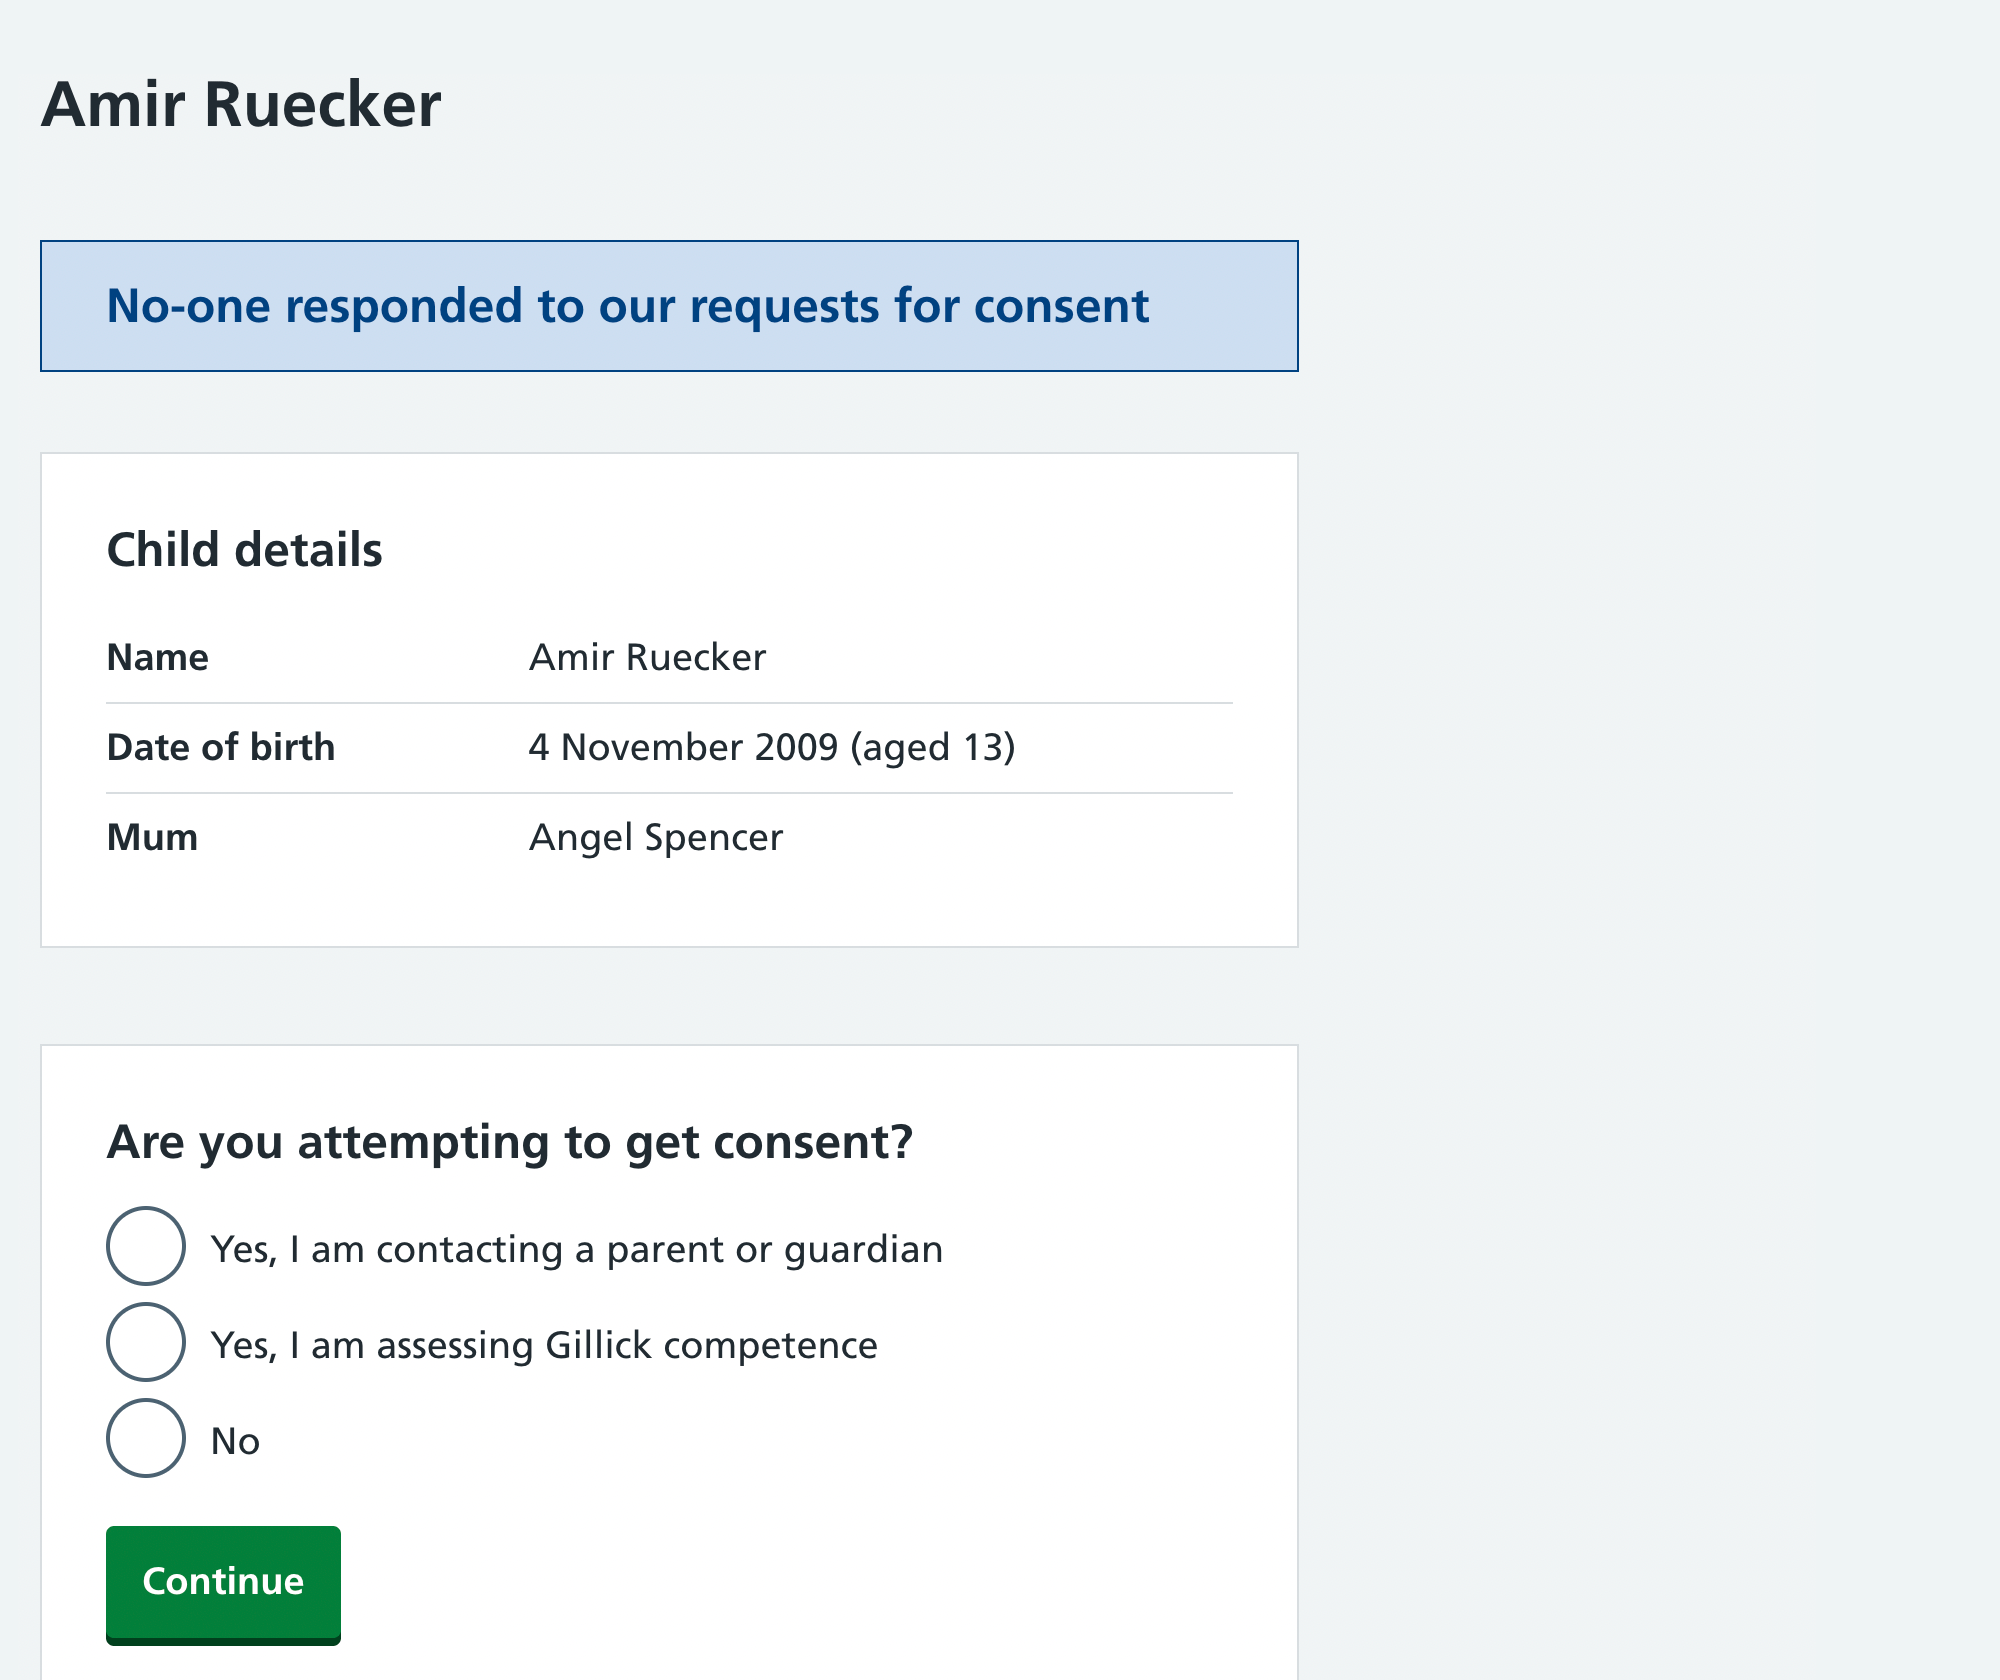 Amir Ruecker
No-one responded to our requests for consent
Child details
Name Amir Ruecker
Date of birth 4 November 2009 (aged 13)
Mum Angel Spencer
Are you attempting to get consent?
Yes, I am contacting a parent or guardian
Yes, I am assessing Gillick competence
No
Continue